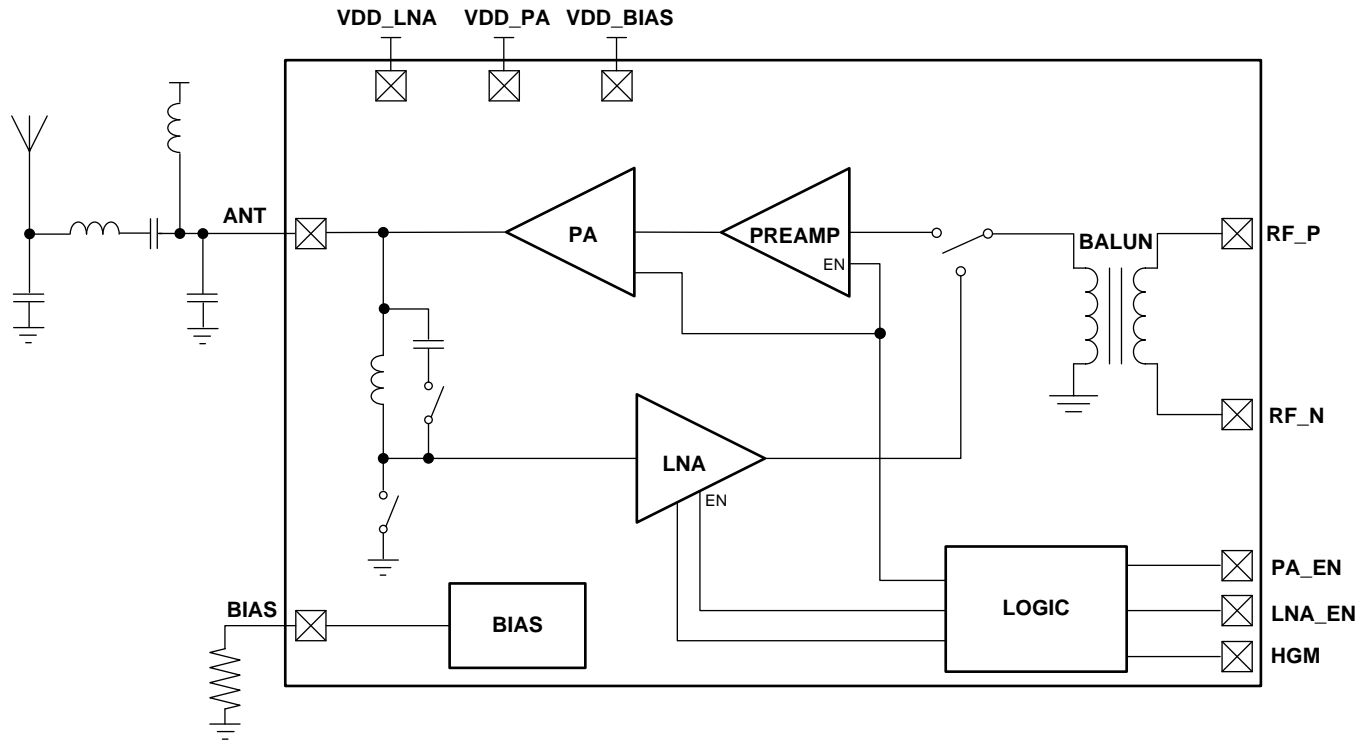 VDD_LNA
VDD_PA
VDD_BIAS
ANT
PA
PREAMP
EN
BALUN
RF_P
RF_N
LNA
EN
BIAS
BIAS
LOGIC
PA_EN
LNA_EN
HGM